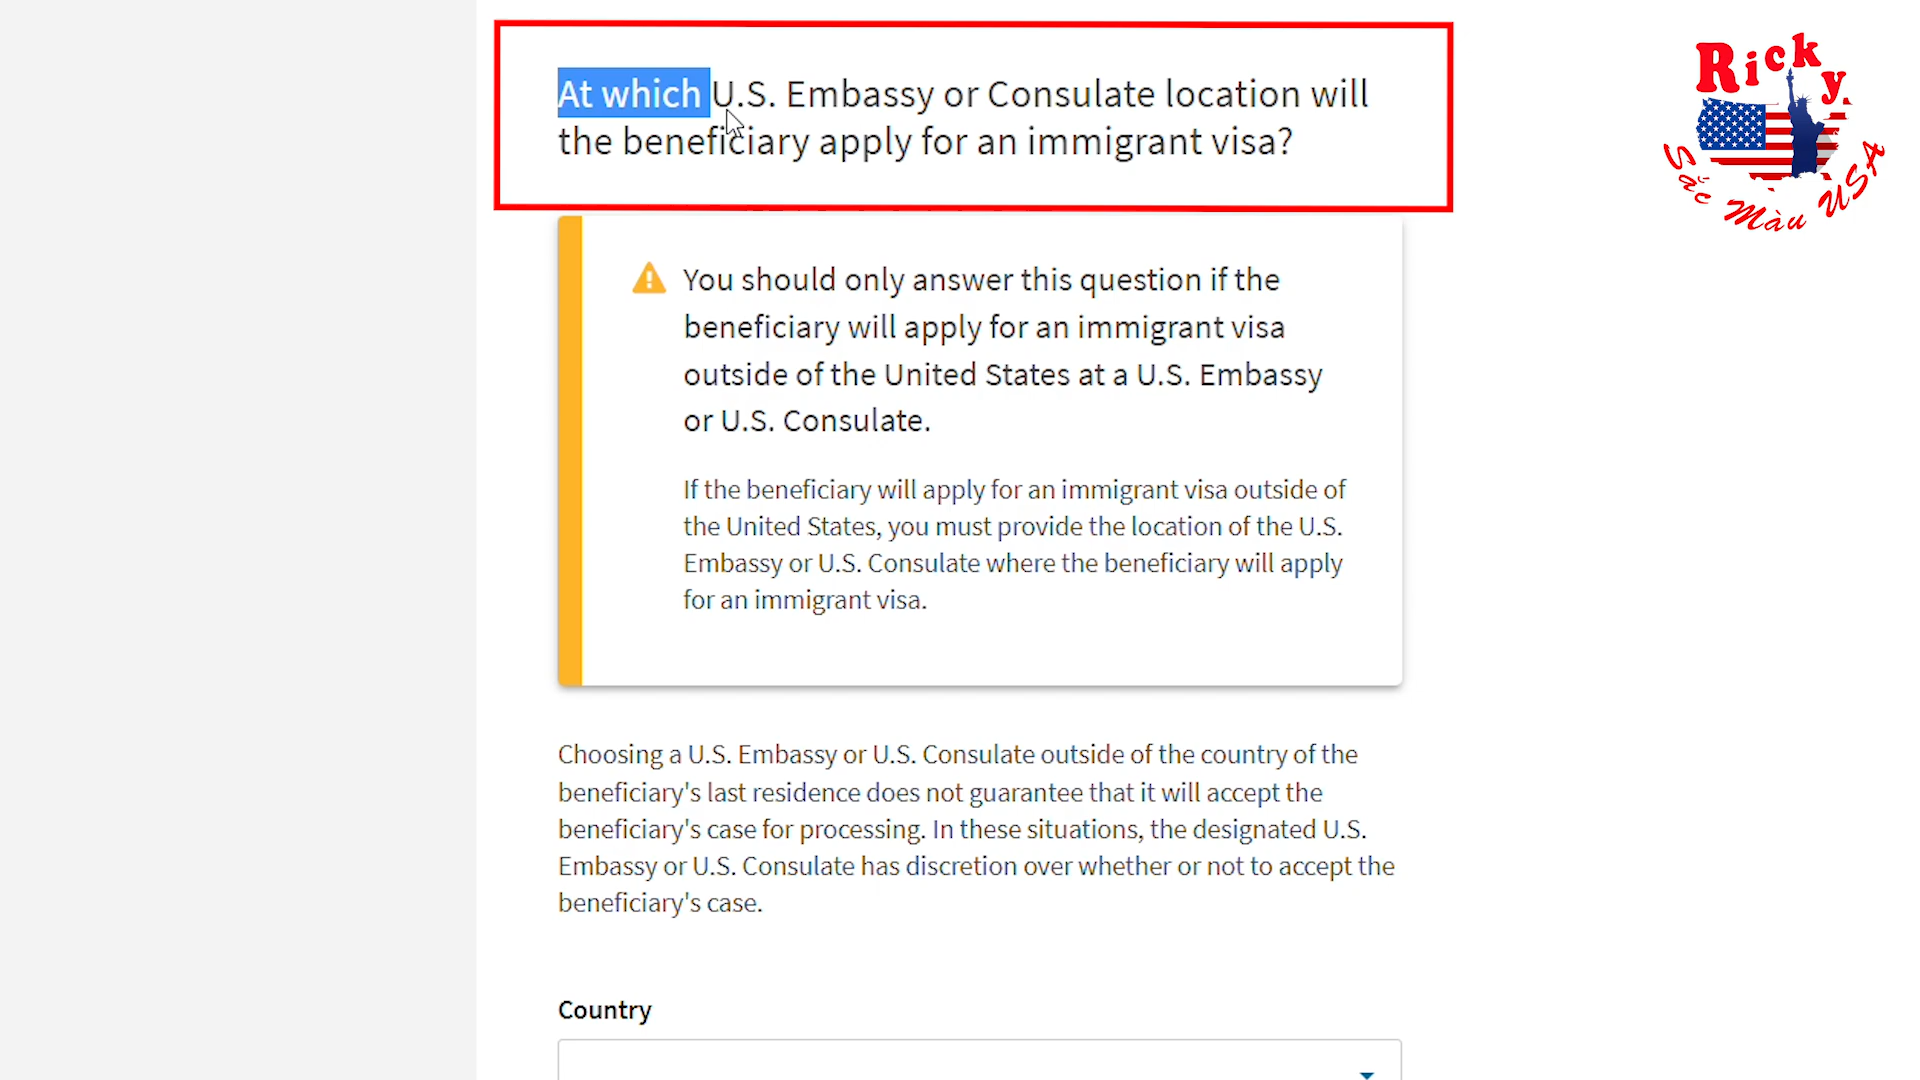 At which U.S. Embassy or Consulate location will
the beneficiary apply for an immigrant visa?
You should only answer this question if the
beneficiary will apply for an immigrant visa
outside of the United States at a U.S. Embassy
or U.S. Consulate.
If the beneficiary will apply for an immigrant visa outside of
the United States, you must provide the location of the U.S.
Embassy or U.S. Consulate where the beneficiary will apply
for an immigrant visa.
Choosing a U.S. Embassy or U.S. Consulate outside of the country of the
beneficiary's last residence does not guarantee that it will accept the
beneficiary's case for processing. In these situations, the designated U.S.
Embassy or U.S. Consulate has discretion over whether or not to accept the
beneficiary's case.
Country
Ricky
Sắc Màu USA